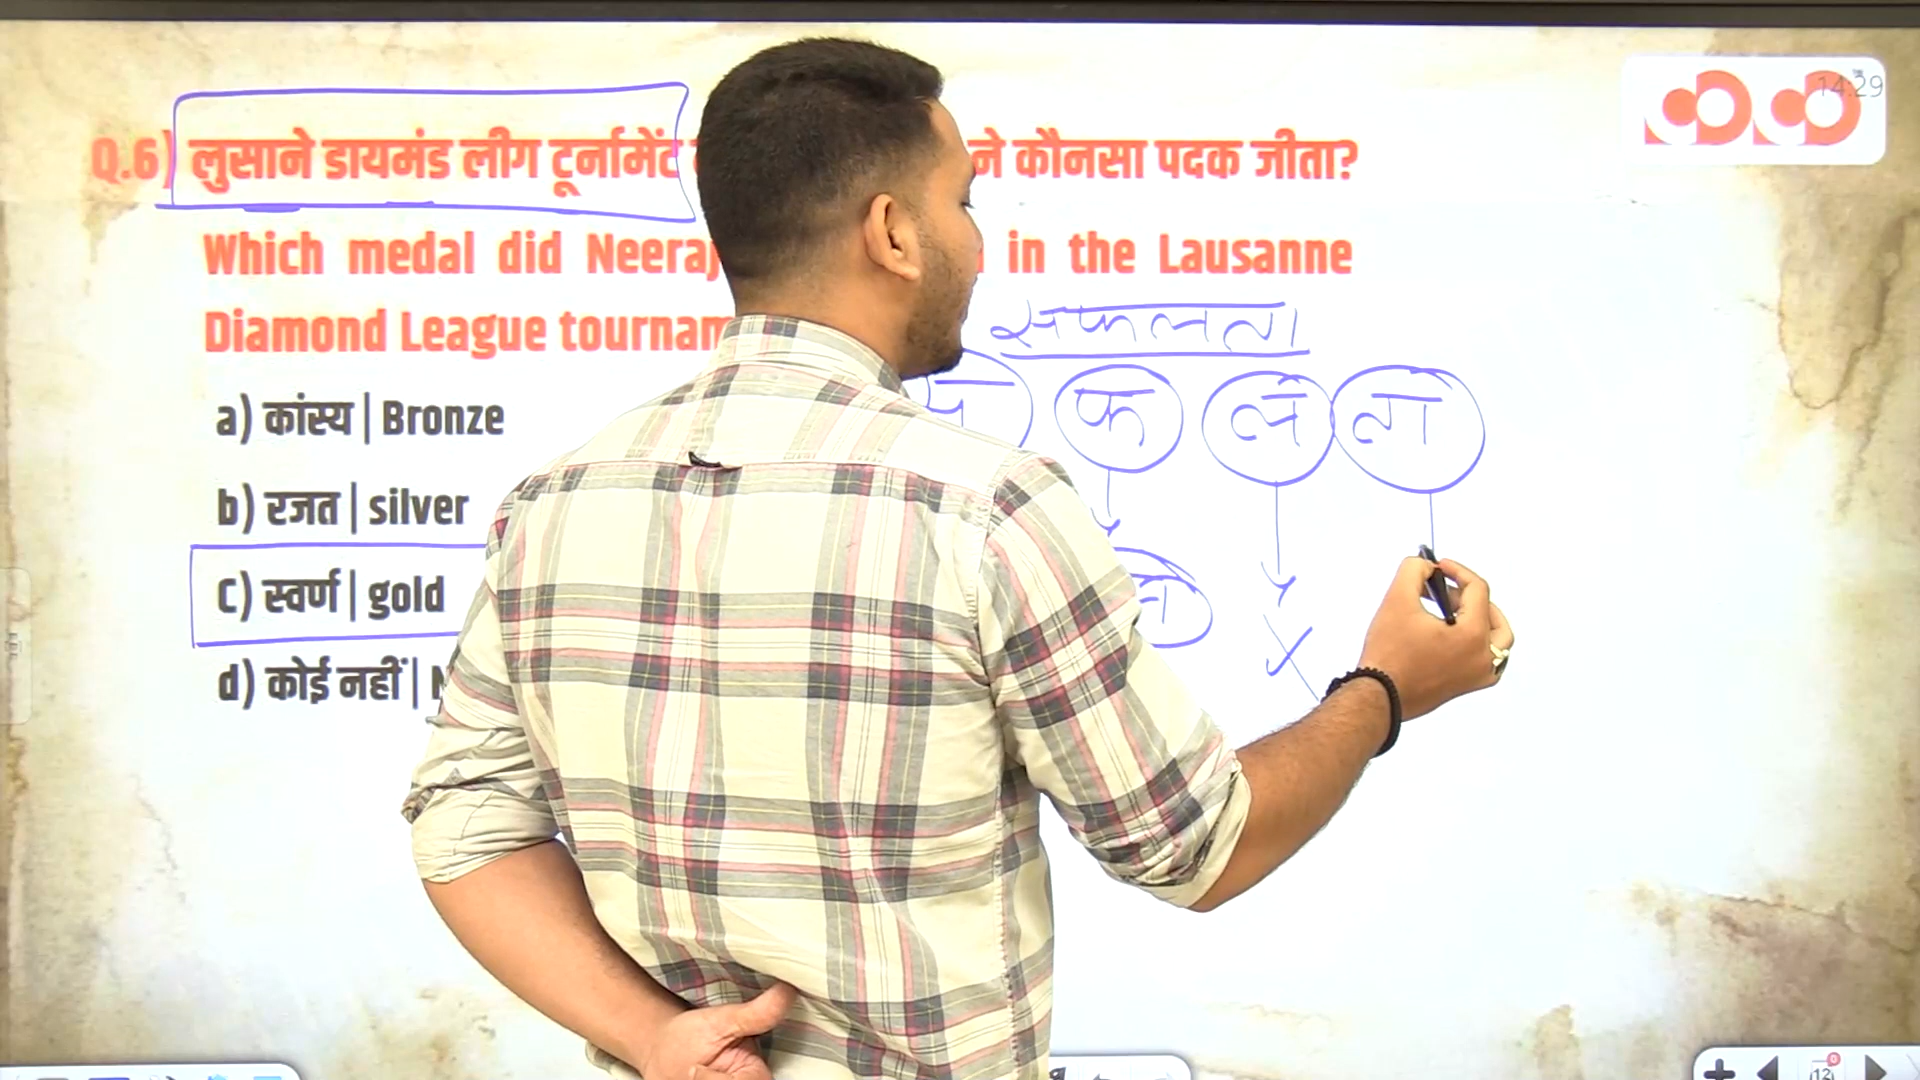 14:29
Q.6) लुसाने डायमंड लीग टूर्नामेंट ने कौनसा पदक जीता?
Which medal did Neeraj in the Lausanne
Diamond League tournam
सफलता
a) कांस्य | Bronze
फ ल ता
b) रजत | silver
C) स्वर्ण | gold
d) कोई नहीं |
12